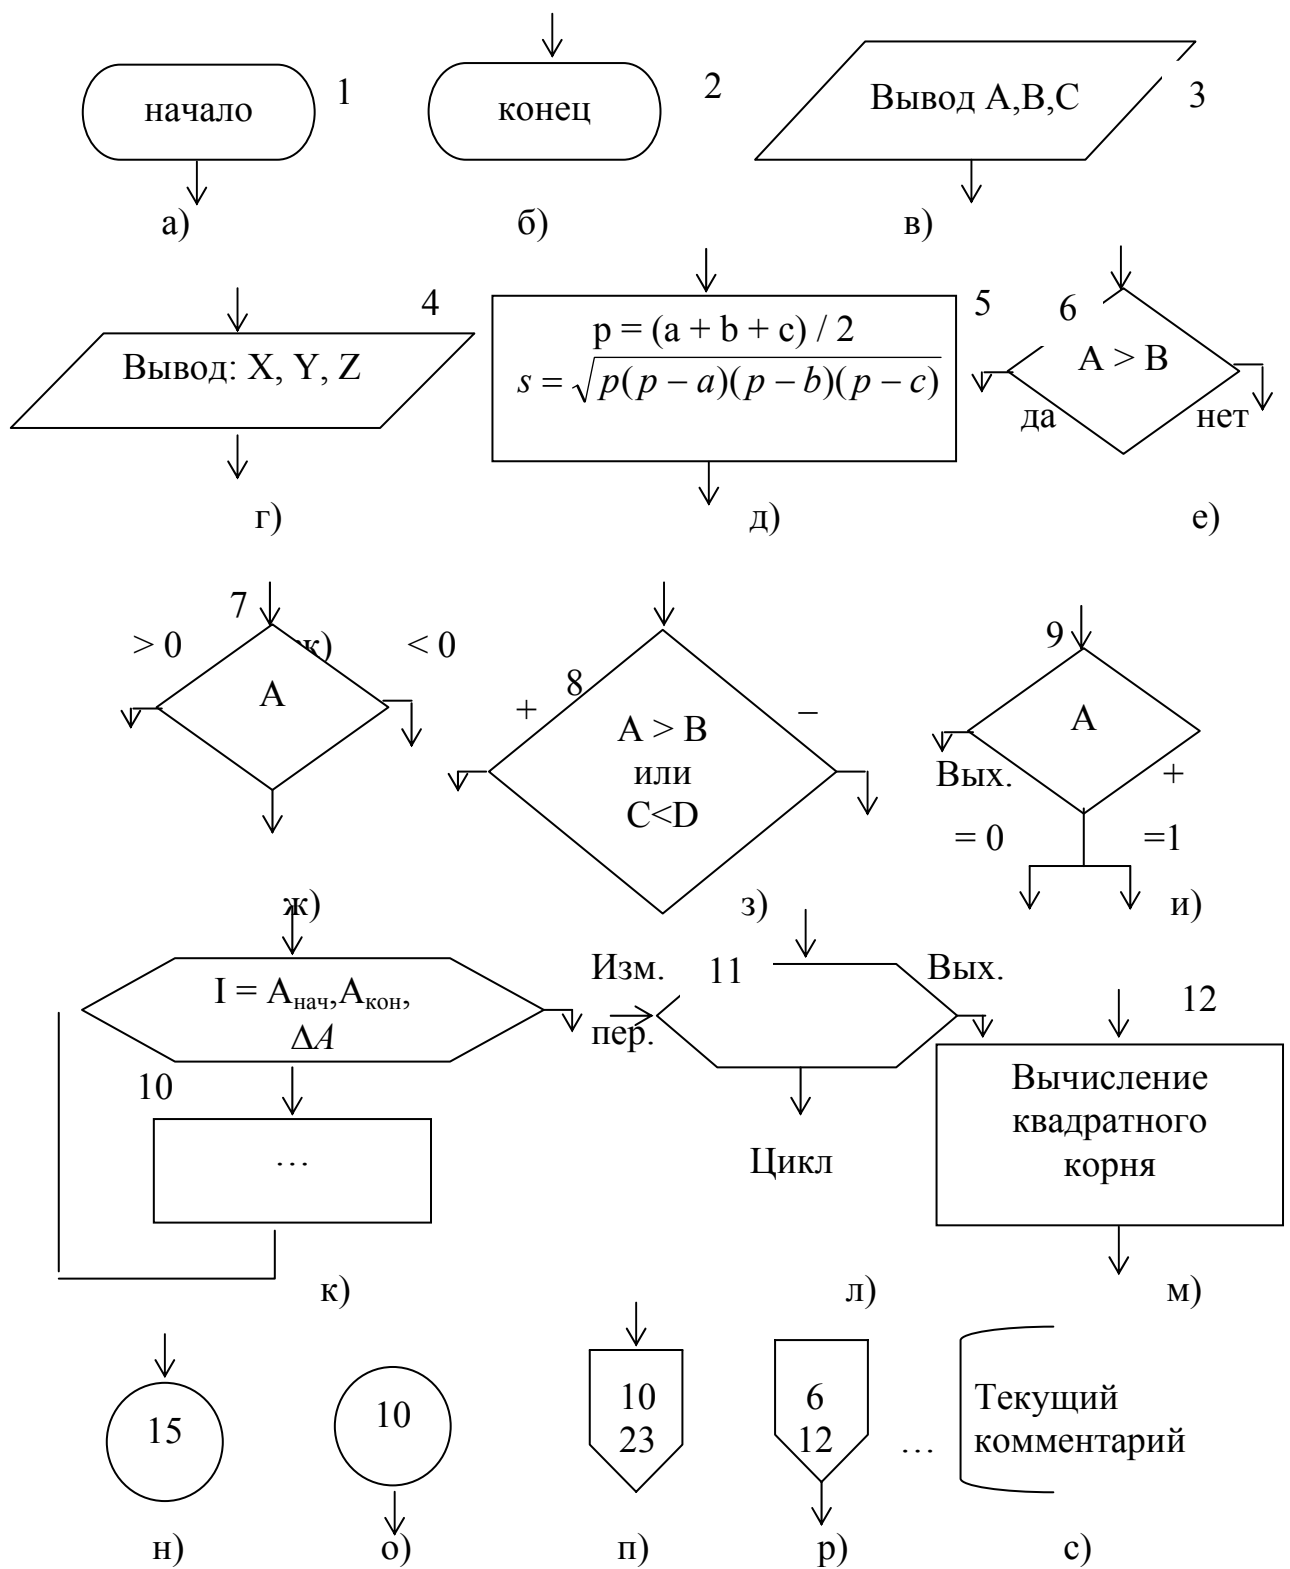 начало 1
конец 2
Вывод A,B,C 3
а) б) в)
4
Вывод: X, Y, Z
г)
5
p = (a + b + c) / 2
s = √p(p − a)(p − b)(p − c)
д)
6
A > B
да нет
е)
7
> 0 ж) < 0
A
ж)
8
+ −
A > B
или
C<D
з)
9
A
Вых. +
= 0 =1
и)
I = Aнач,Aкон,
ΔA
10
…
к)
Изм. 11 Вых.
пер.
Цикл
л)
12
Вычисление
квадратного
корня
м)
15
н)
10
о)
10
23
п)
6
12
р)
… Текущий
комментарий
с)